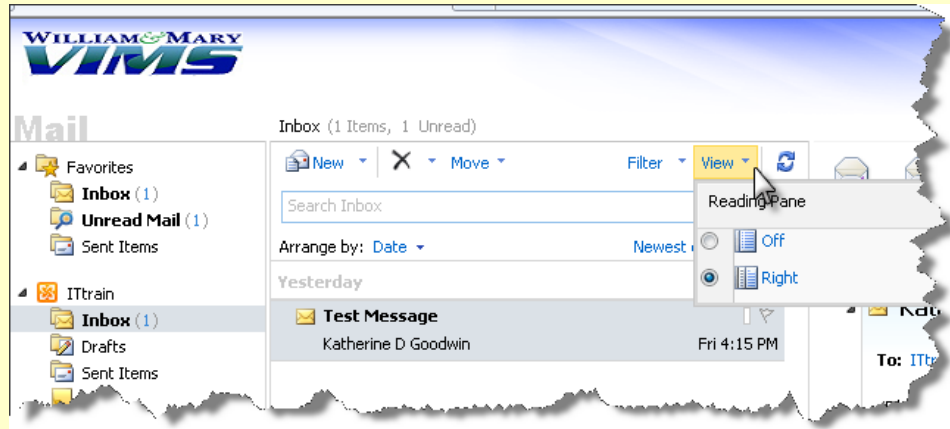 WILLIAM & MARY
VIMS
Mail
Inbox (1 Items, 1 Unread)
Favorites
Inbox (1)
Unread Mail (1)
Sent Items
ITtrain
Inbox (1)
Drafts
Sent Items
New Move Filter View
Search Inbox
Arrange by: Date Newest
Yesterday
Test Message
Katherine D Goodwin Fri 4:15 PM
Reading Pane
Off
Right
To: